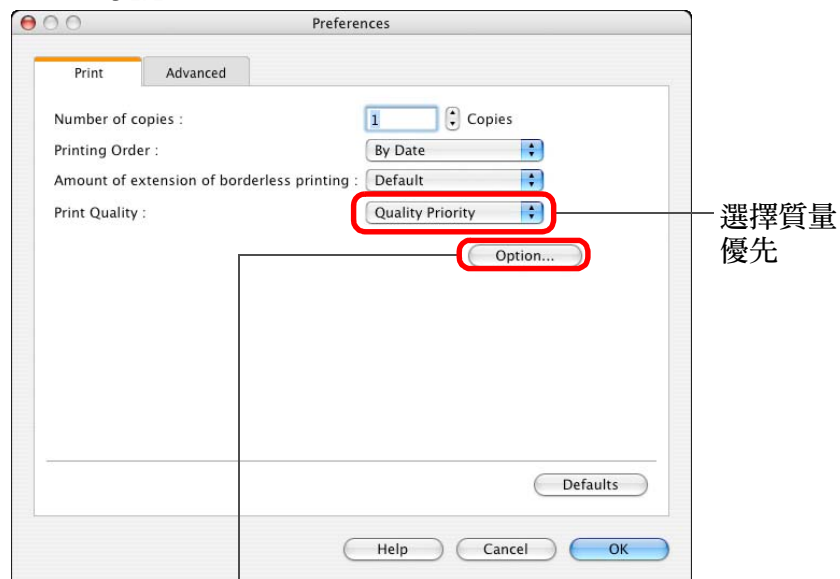 Preferences
Print Advanced
Number of copies : 1 Copies
Printing Order : By Date
Amount of extension of borderless printing : Default
Print Quality : Quality Priority
選擇質量
優先
Option...
Defaults
Help Cancel OK